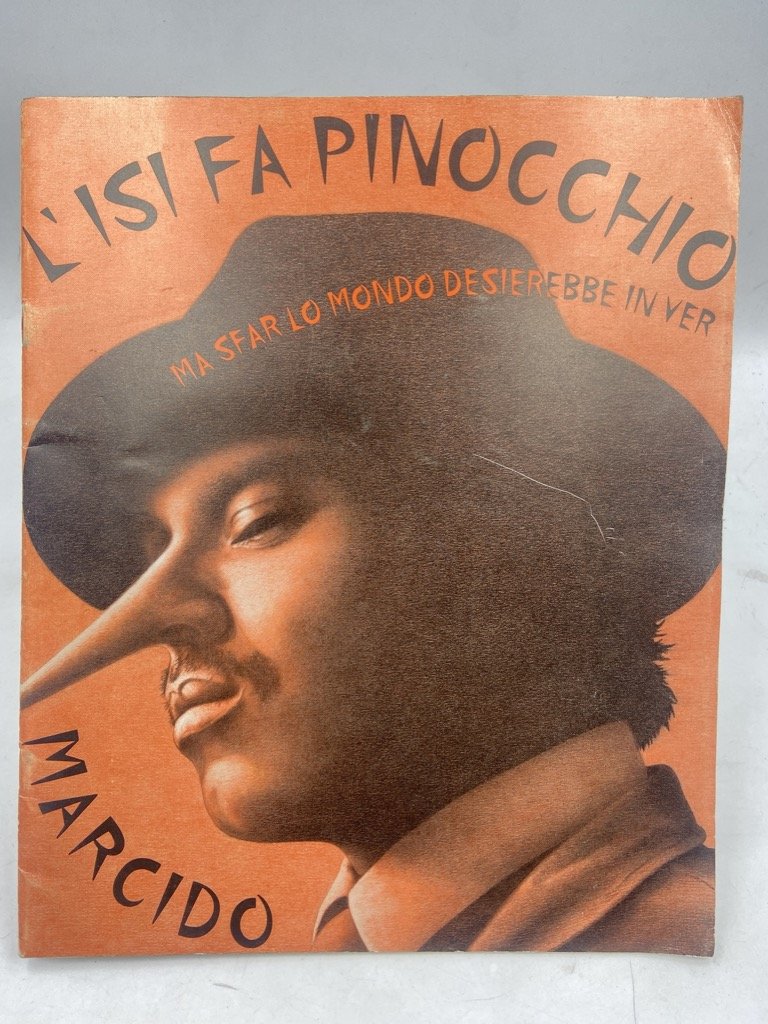 L'ISI FA PINOCCHIO
MA SFAR LO MONDO DESIEREBBE IN VER
MARCIDO